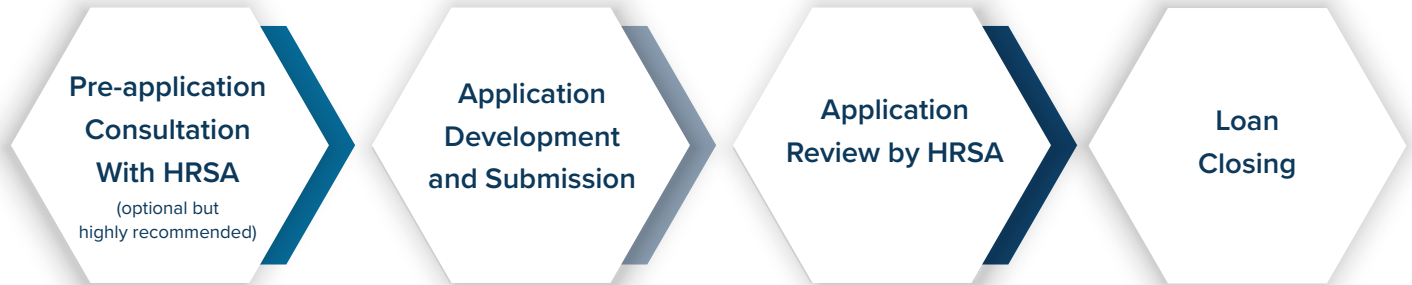 Pre-application
Consultation
With HRSA
(optional but
highly recommended)
Application
Development
and Submission
Application
Review by HRSA
Loan
Closing